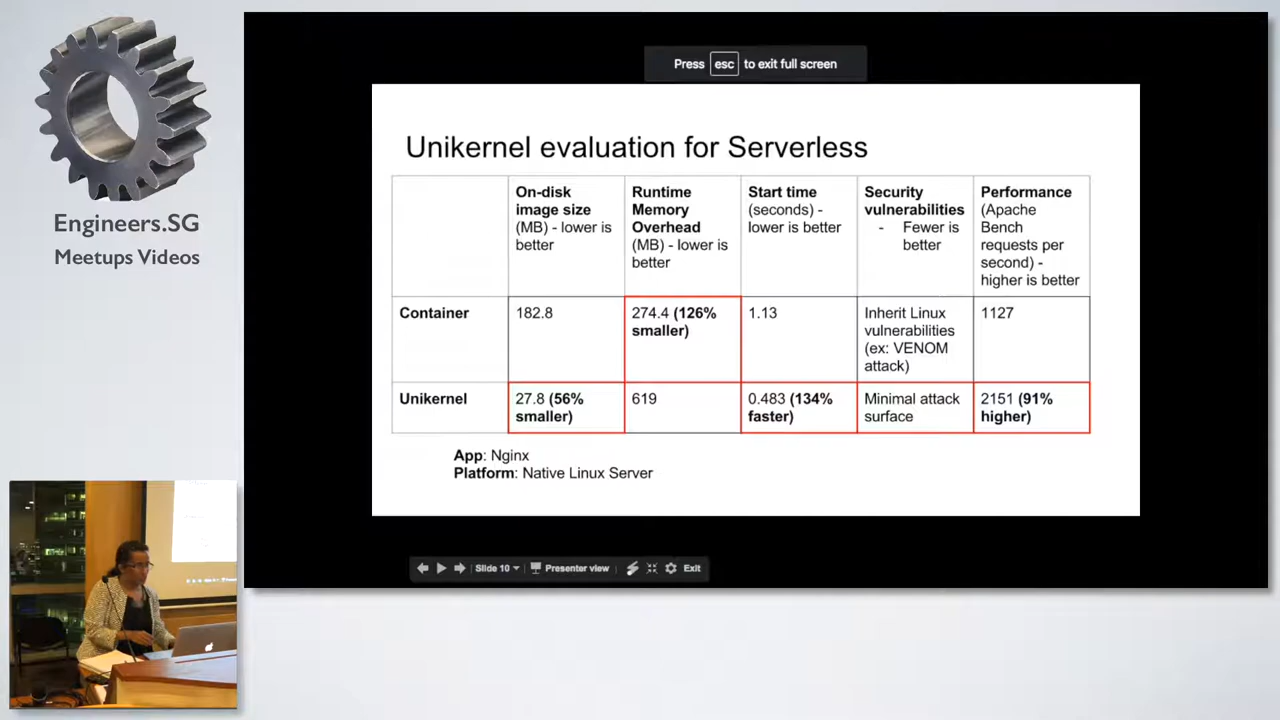 Engineers.SG
Meetups Videos
Press esc to exit full screen
Unikernel evaluation for Serverless
On-disk
image size
(MB) - lower is
better
Runtime
Memory
Overhead
(MB) - lower is
better
Start time
(seconds) -
lower is better
Security
vulnerabilities
- Fewer is
better
Performance
(Apache
Bench
requests per
second) -
higher is better
Container
182.8
274.4 (126%
smaller)
1.13
Inherit Linux
vulnerabilities
(ex: VENOM
attack)
1127
Unikernel
27.8 (56%
smaller)
619
0.483 (134%
faster)
Minimal attack
surface
2151 (91%
higher)
App: Nginx
Platform: Native Linux Server
Slide 10
Presenter view
Exit